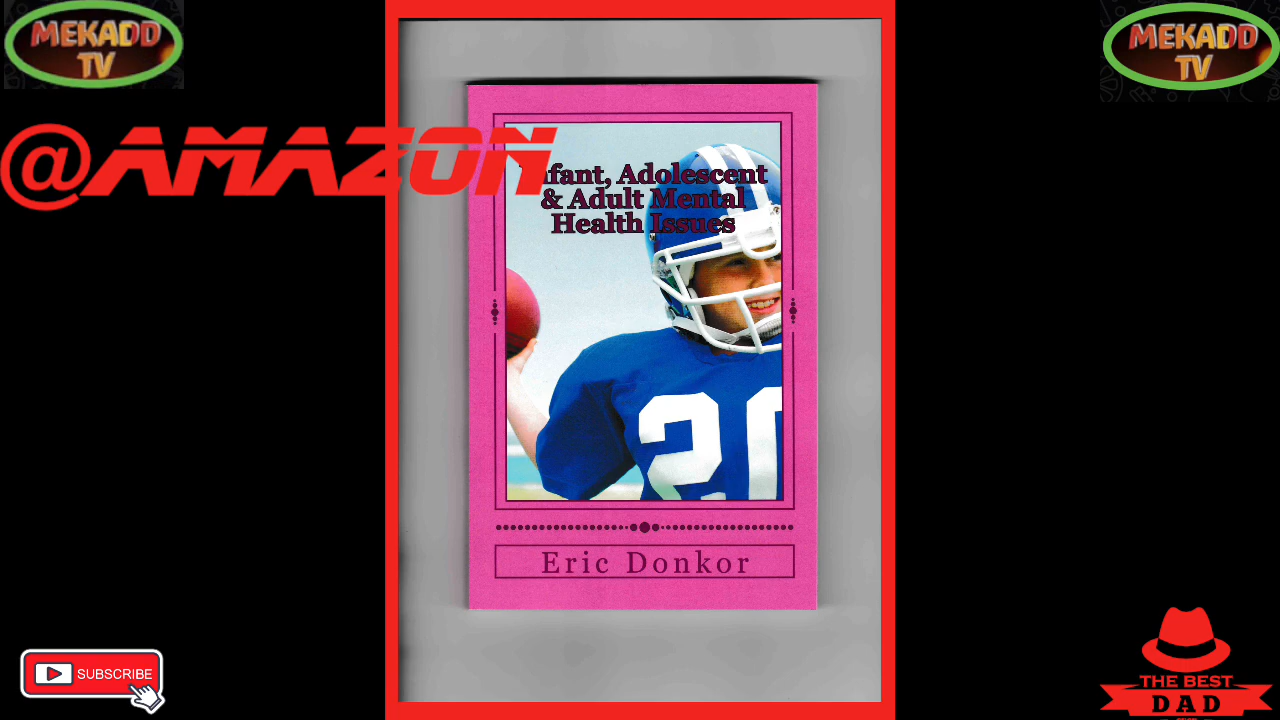 MEKADD
TV
MEKADD
TV
@AMAZON
Infant, Adolescent
& Adult Mental
Health Issues
20
Eric Donkor
SUBSCRIBE
THE BEST
DAD